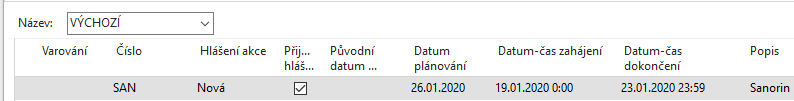 Název: VÝCHOZÍ
Varování Číslo Hlášení akce Přij... hláš... Původní datum ... Datum plánování Datum-čas zahájení Datum-čas dokončení Popis
SAN Nová 26.01.2020 19.01.2020 0:00 23.01.2020 23:59 Sanorin